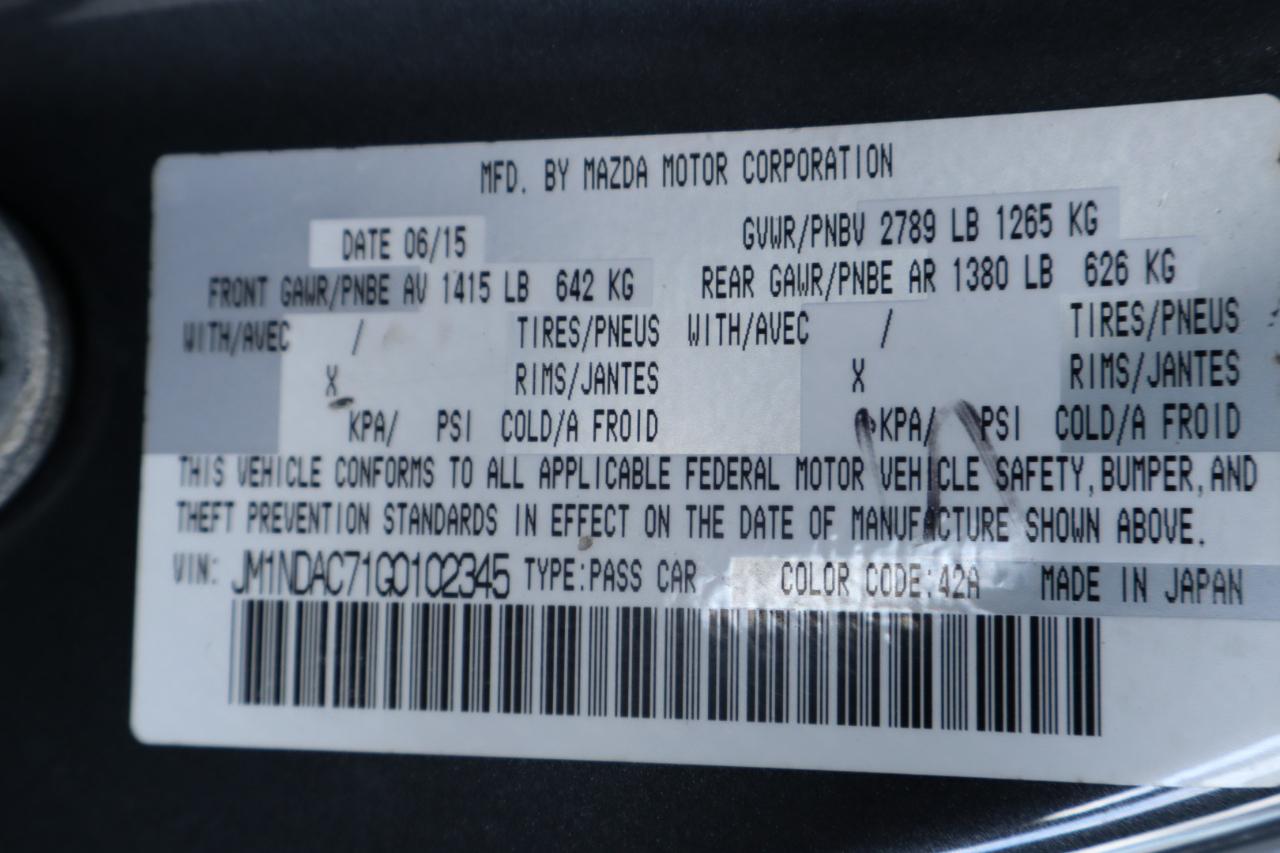 MFD. BY MAZDA MOTOR CORPORATION
DATE 06/15 GVWR/PNBV 2789 LB 1265 KG
FRONT GAWR/PNBE AV 1415 LB 642 KG REAR GAWR/PNBE AR 1380 LB 626 KG
WITH/AVEC / TIRES/PNEUS WITH/AVEC / TIRES/PNEUS
X RIMS/JANTES X RIMS/JANTES
KPA/ PSI COLD/A FROID KPA/ PSI COLD/A FROID
THIS VEHICLE CONFORMS TO ALL APPLICABLE FEDERAL MOTOR VEHICLE SAFETY, BUMPER, AND
THEFT PREVENTION STANDARDS IN EFFECT ON THE DATE OF MANUFACTURE SHOWN ABOVE.
VIN: JM1NDAC71G0102345 TYPE:PASS CAR COLOR CODE:42A MADE IN JAPAN